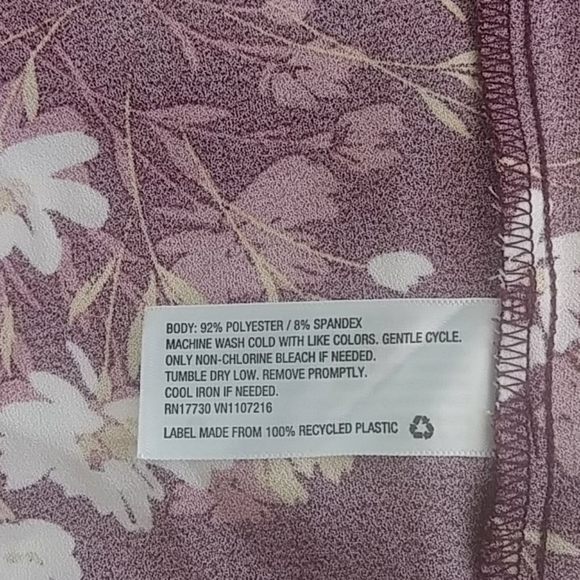 BODY: 92% POLYESTER / 8% SPANDEX
MACHINE WASH COLD WITH LIKE COLORS. GENTLE CYCLE.
ONLY NON-CHLORINE BLEACH IF NEEDED.
TUMBLE DRY LOW. REMOVE PROMPTLY.
COOL IRON IF NEEDED.
RN17730 VN1107216
LABEL MADE FROM 100% RECYCLED PLASTIC